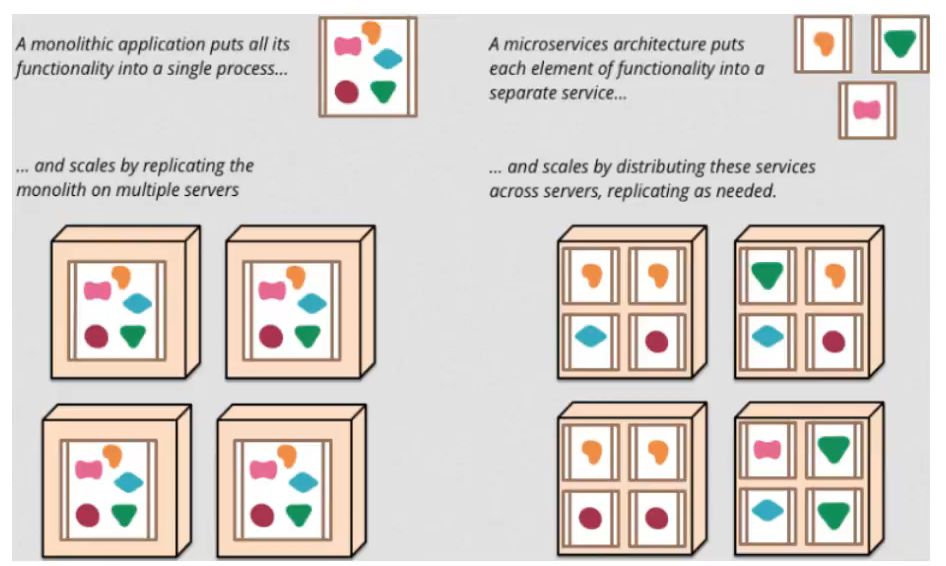 A monolithic application puts all its
functionality into a single process...
... and scales by replicating the
monolith on multiple servers
A microservices architecture puts
each element of functionality into a
separate service...
... and scales by distributing these services
across servers, replicating as needed.